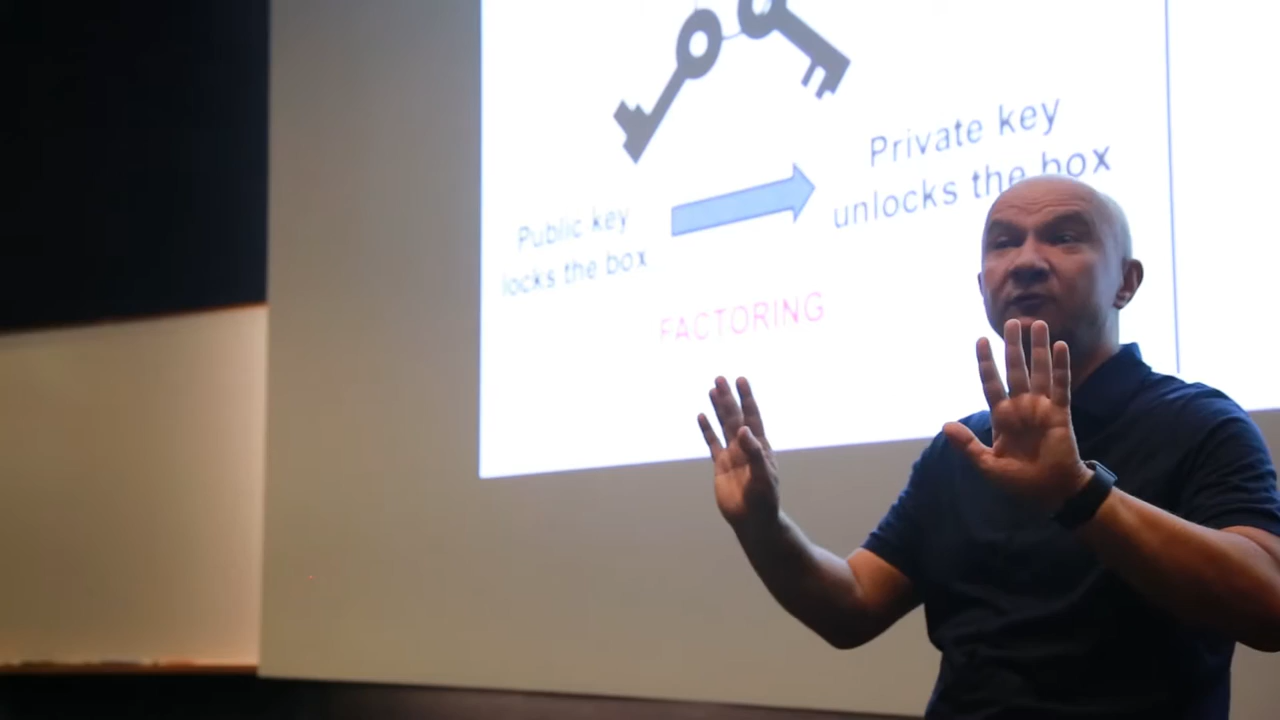 Public key
locks the box
Private key
unlocks the box
FACTORING